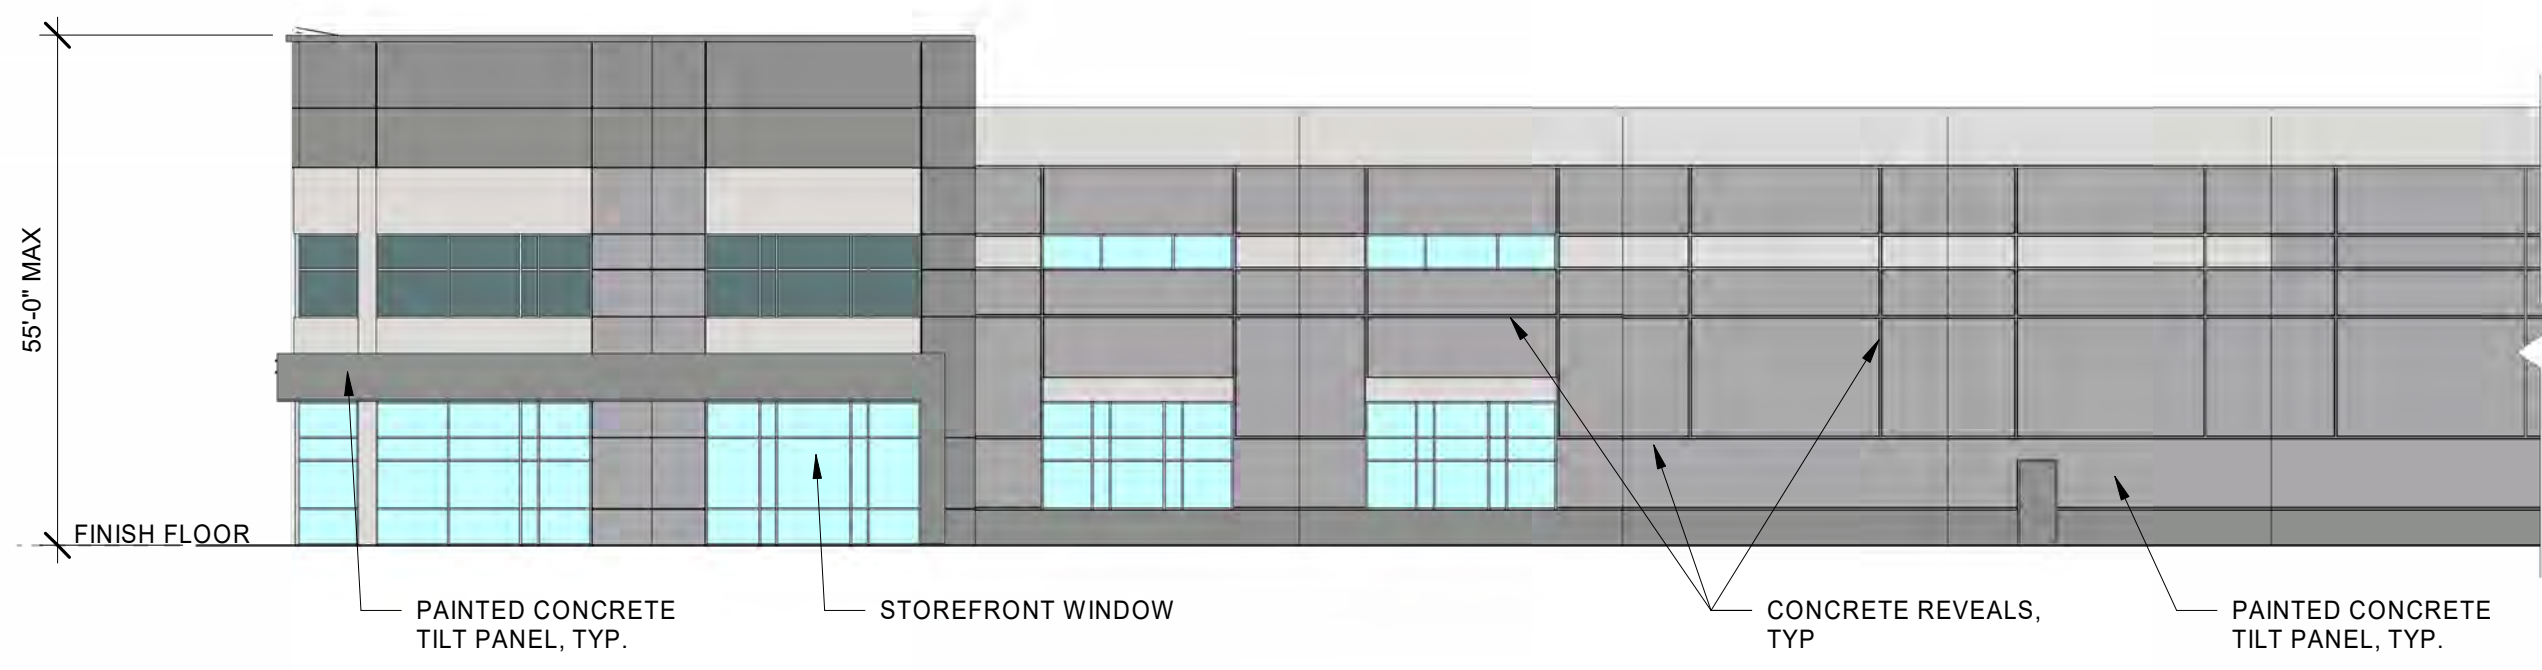 55'-0" MAX
FINISH FLOOR
PAINTED CONCRETE
TILT PANEL, TYP.
STOREFRONT WINDOW
CONCRETE REVEALS,
TYP
PAINTED CONCRETE
TILT PANEL, TYP.